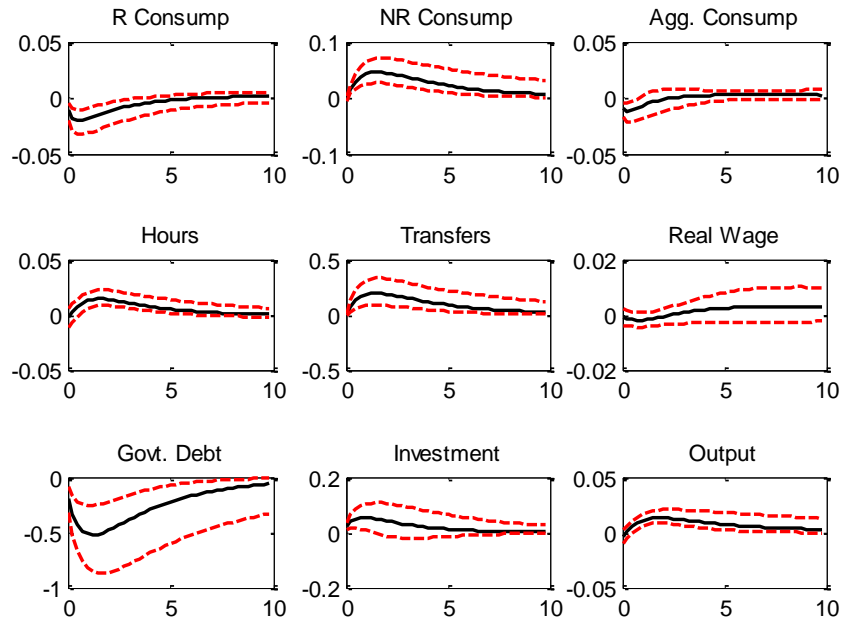 R Consump
NR Consump
Agg. Consump
0.05
0
-0.05
0 5 10
0.1
0
-0.1
0 5 10
0.05
0
-0.05
0 5 10
Hours
Transfers
Real Wage
0.05
0
-0.05
0 5 10
0.5
0
-0.5
0 5 10
0.02
0
-0.02
0 5 10
Govt. Debt
Investment
Output
0
-0.5
-1
0 5 10
0.2
0
-0.2
0 5 10
0.05
0
-0.05
0 5 10